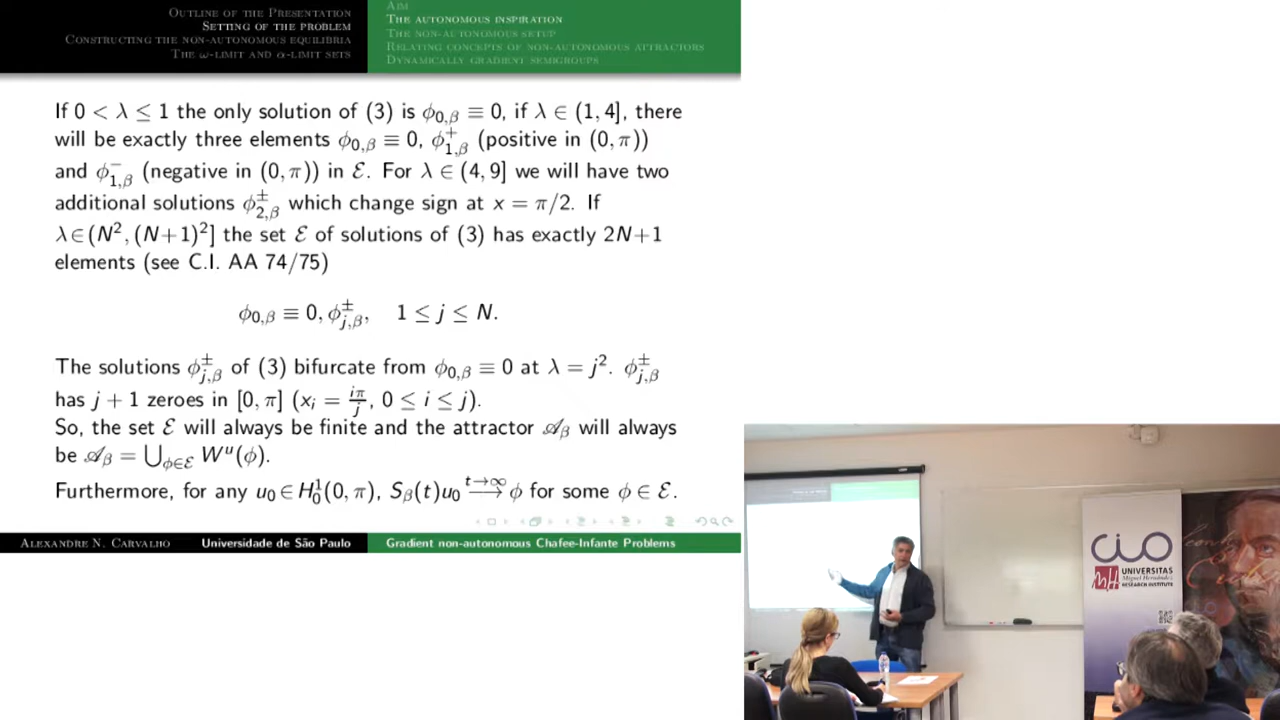 Outline of the Presentation
Setting of the problem
Constructing the non-autonomous equilibria
The ω-limit and α-limit sets
Aim
The autonomous inspiration
The non-autonomous setup
Relating concepts of non-autonomous attractors
Dynamically gradient semigroups
If 0 < λ ≤ 1 the only solution of (3) is ϕ₀,β ≡ 0, if λ ∈ (1, 4], there
will be exactly three elements ϕ₀,β ≡ 0, ϕ⁺₁,β (positive in (0, π))
and ϕ⁻₁,β (negative in (0, π)) in ℰ. For λ ∈ (4, 9] we will have two
additional solutions ϕ±₂,β which change sign at x = π/2. If
λ∈(N², (N+1)²] the set ℰ of solutions of (3) has exactly 2N+1
elements (see C.I. AA 74/75)
ϕ₀,β ≡ 0, ϕ±j,β, 1 ≤ j ≤ N.
The solutions ϕ±j,β of (3) bifurcate from ϕ₀,β ≡ 0 at λ = j². ϕ±j,β
has j + 1 zeroes in [0, π] (xᵢ = iπ/j, 0 ≤ i ≤ j).
So, the set ℰ will always be finite and the attractor 𝒜β will always
be 𝒜β = ⋃ϕ∈ℰ Wᵘ(ϕ).
Furthermore, for any u₀ ∈ H¹₀(0, π), Sβ(t)u₀ t→∞⟶ ϕ for some ϕ ∈ ℰ.
Alexandre N. Carvalho Universidade de São Paulo Gradient non-autonomous Chafee-Infante Problems
CIO
UNIVERSITAS
Miguel Hernández
RESEARCH INSTITUTE